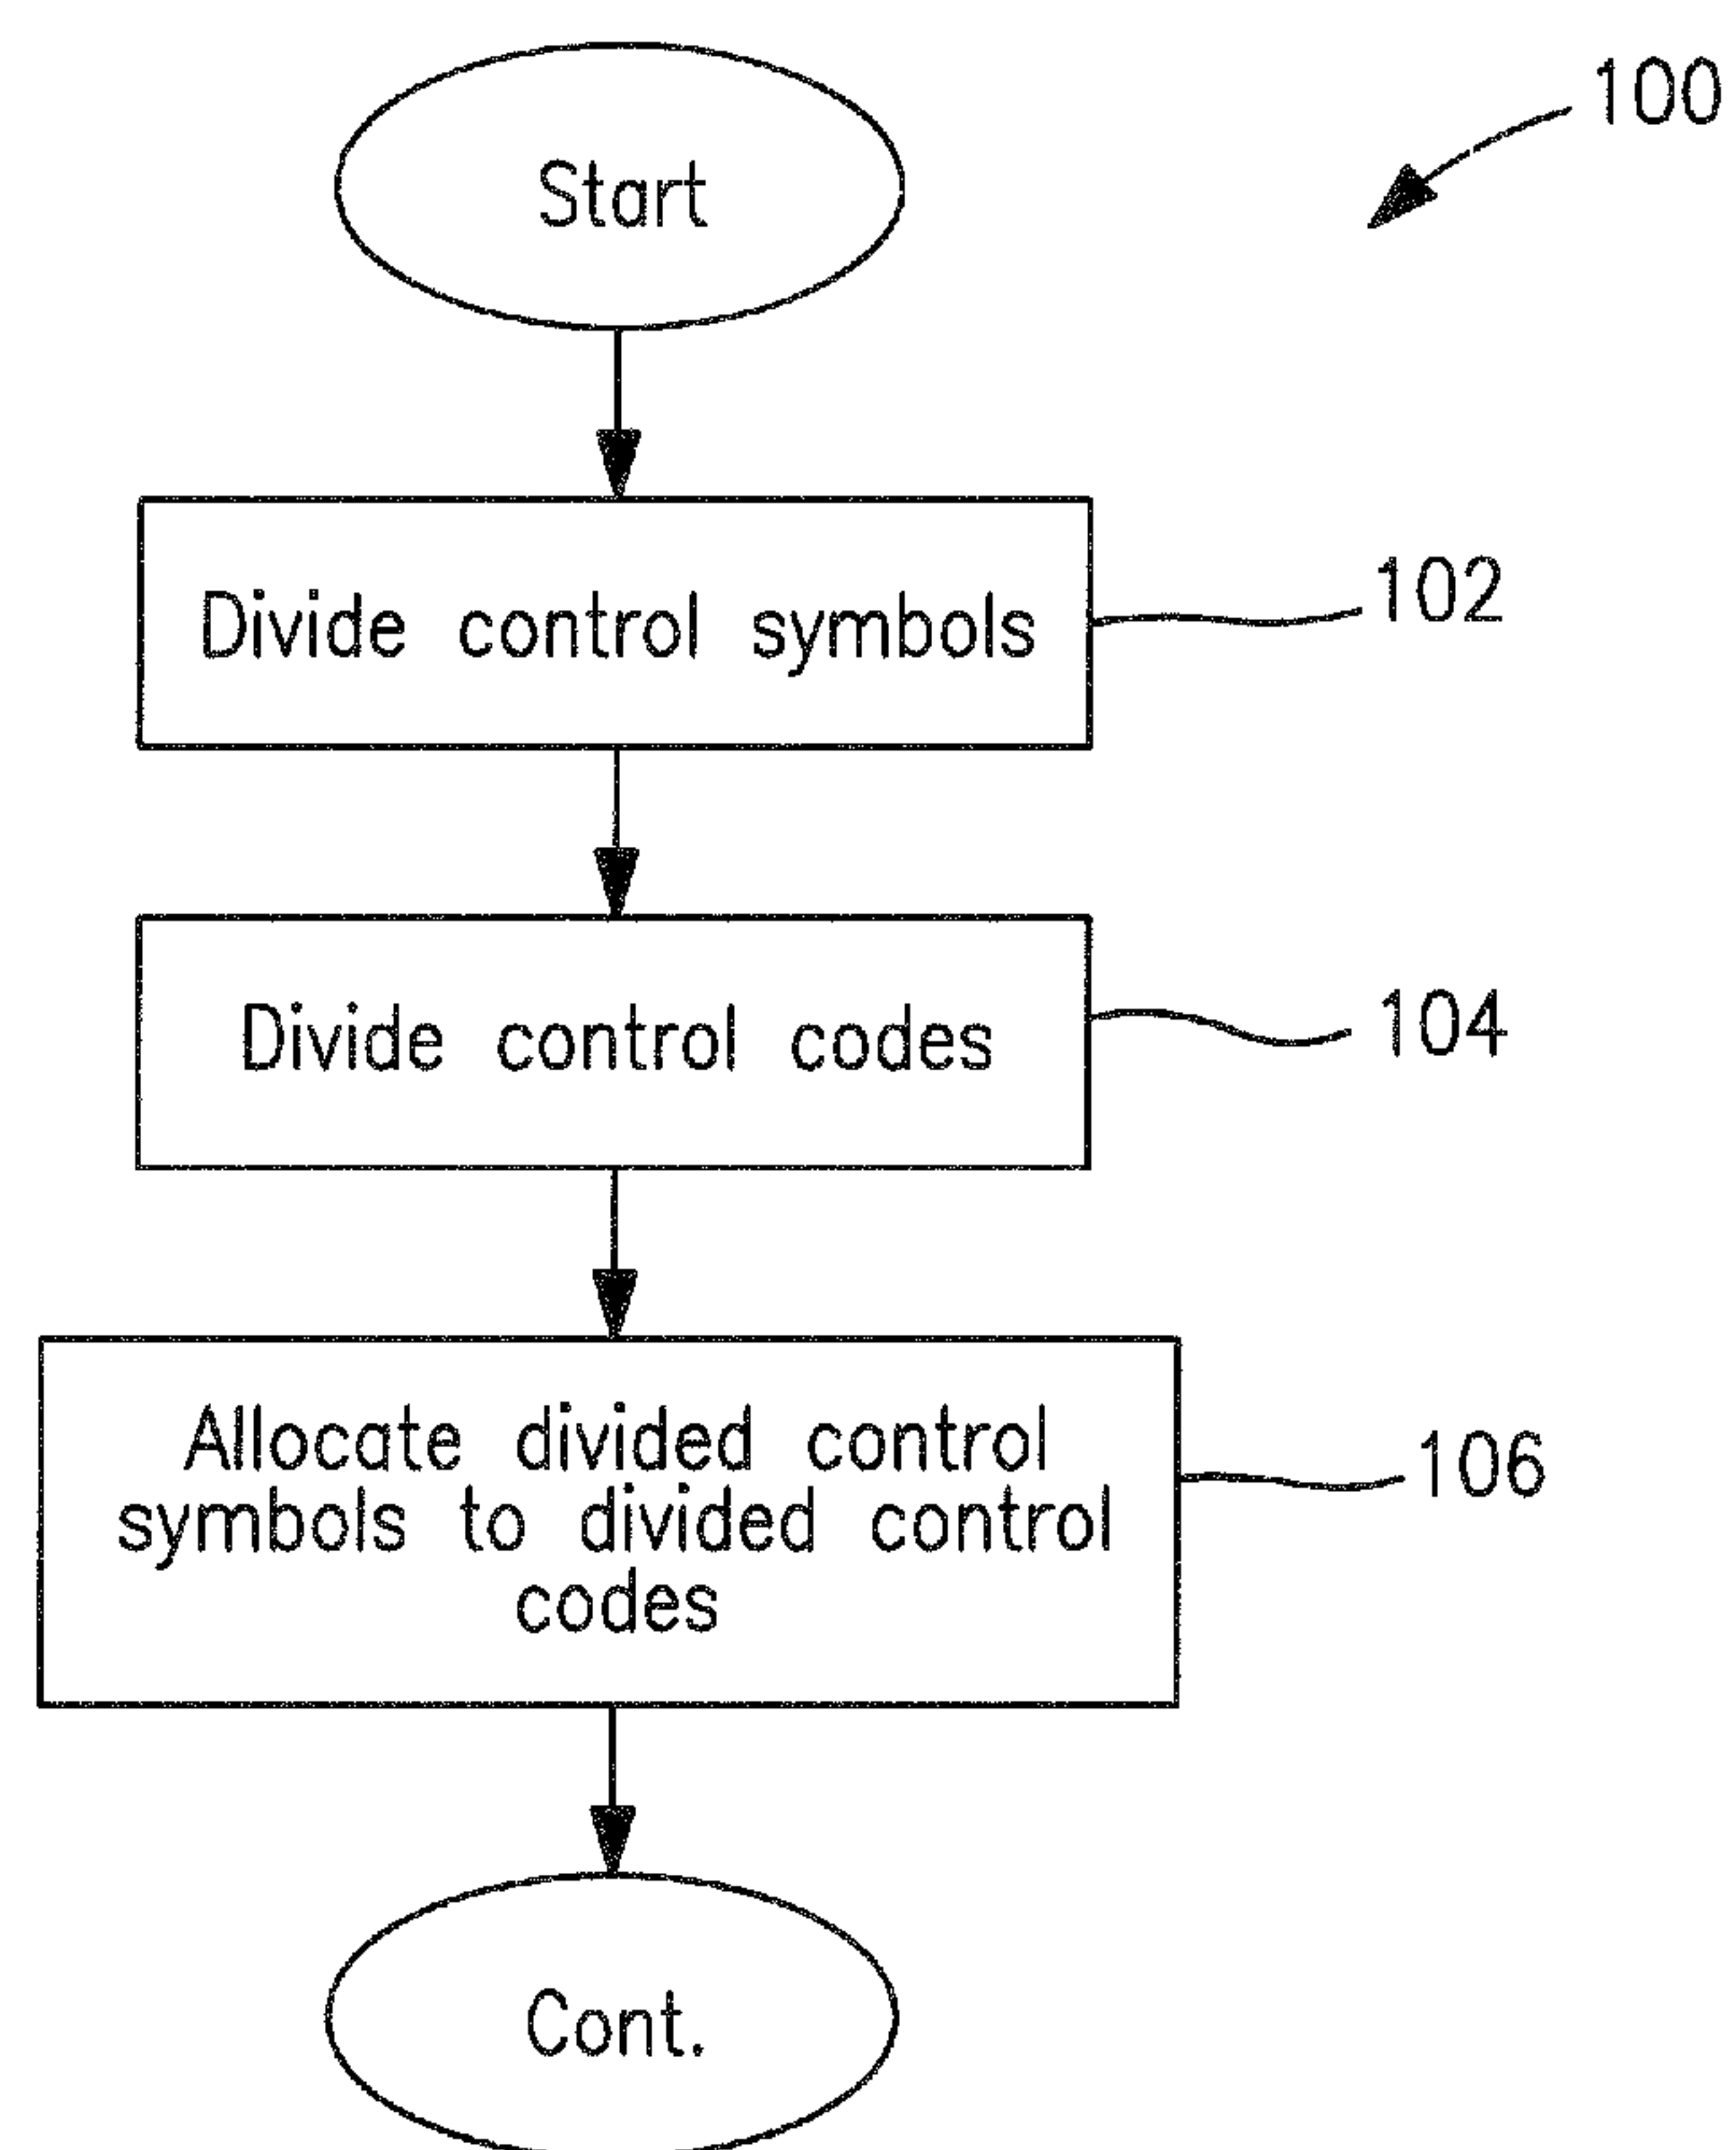 Start
100
Divide control symbols
102
Divide control codes
104
Allocate divided control
symbols to divided control
codes
106
Cont.